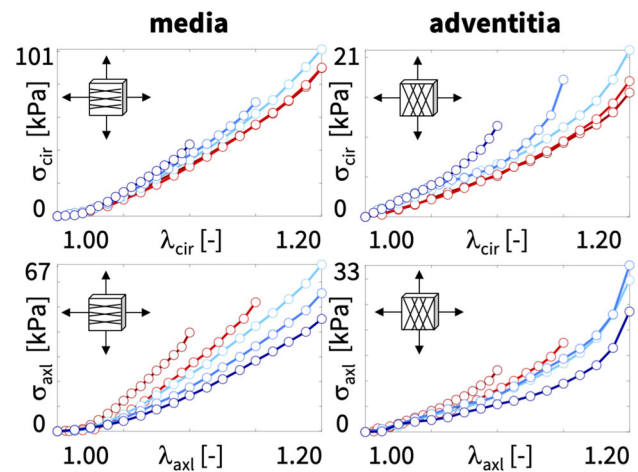 media adventitia
101
σcir [kPa]
0
1.00 λcir [-] 1.20
21
σcir [kPa]
0
1.00 λcir [-] 1.20
67
σaxl [kPa]
0
1.00 λaxl [-] 1.20
33
σaxl [kPa]
0
1.00 λaxl [-] 1.20